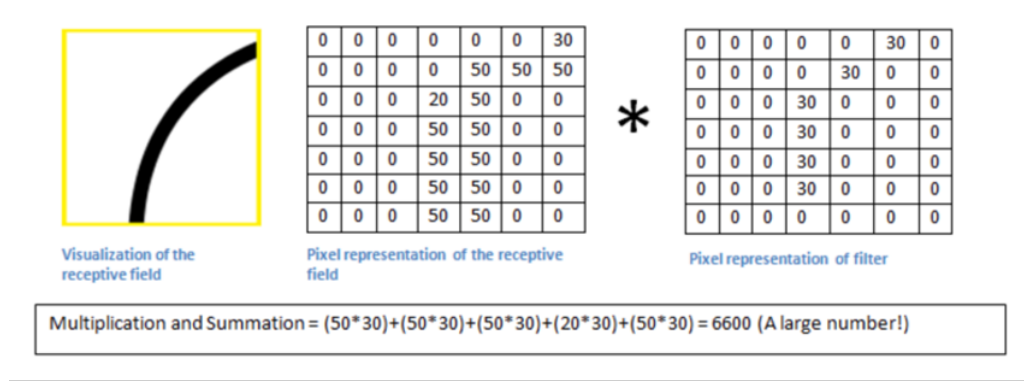 0 0 0 0 0 0 30
0 0 0 0 50 50 50
0 0 0 20 50 0 0
0 0 0 50 50 0 0
0 0 0 50 50 0 0
0 0 0 50 50 0 0
0 0 0 50 50 0 0
*
0 0 0 0 0 30 0
0 0 0 0 30 0 0
0 0 0 30 0 0 0
0 0 0 30 0 0 0
0 0 0 30 0 0 0
0 0 0 30 0 0 0
0 0 0 0 0 0 0
Visualization of the
receptive field
Pixel representation of the receptive
field
Pixel representation of filter
Multiplication and Summation = (50*30)+(50*30)+(50*30)+(20*30)+(50*30) = 6600 (A large number!)